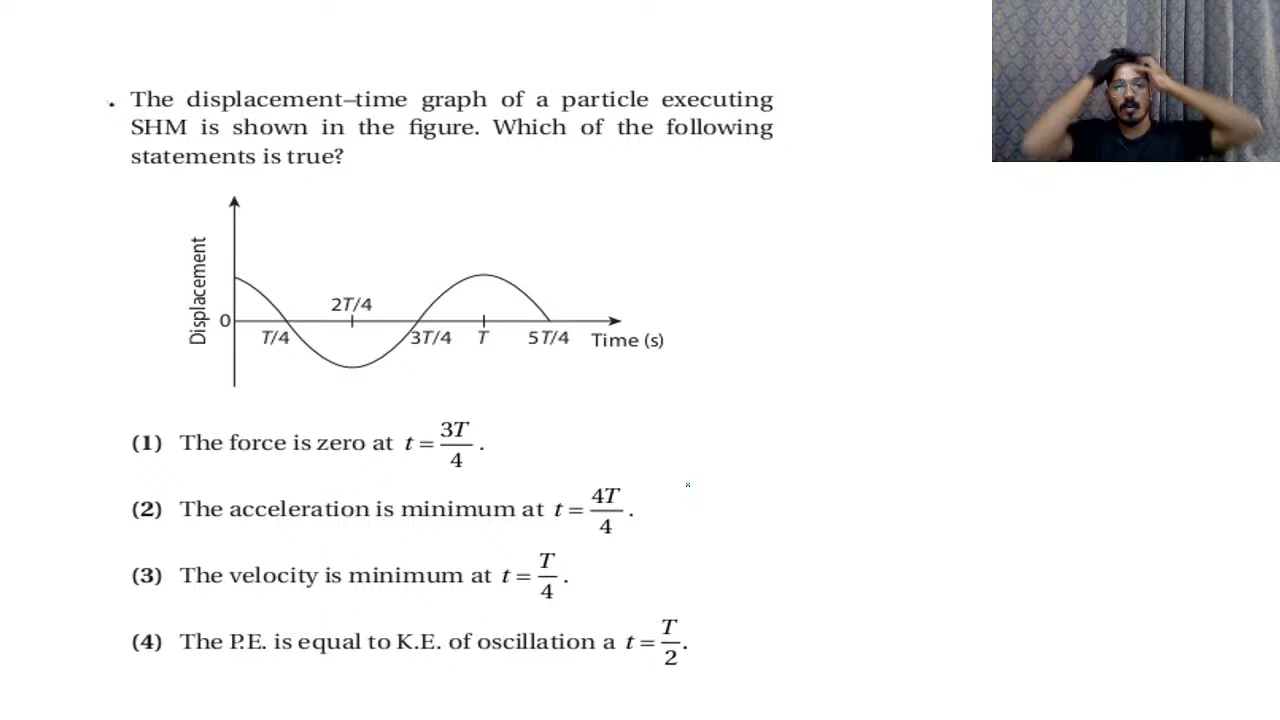 . The displacement–time graph of a particle executing
SHM is shown in the figure. Which of the following
statements is true?
Displacement
0
T/4
2T/4
3T/4
T
5T/4
Time (s)
(1) The force is zero at t = 3T/4 .
(2) The acceleration is minimum at t = 4T/4 .
(3) The velocity is minimum at t = T/4 .
(4) The P.E. is equal to K.E. of oscillation a t = T/2.